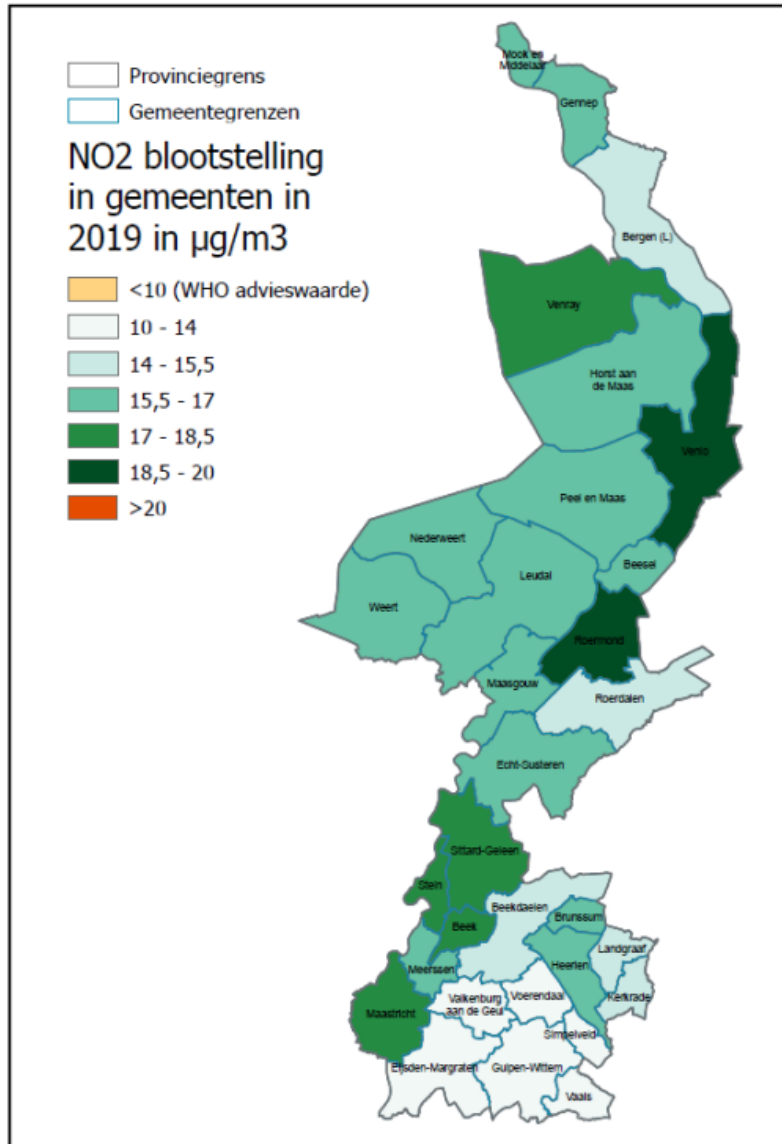 Provinciegrens
Gemeentegrenzen
NO2 blootstelling
in gemeenten in
2019 in µg/m3
<10 (WHO advieswaarde)
10 - 14
14 - 15,5
15,5 - 17
17 - 18,5
18,5 - 20
>20
Mook en
Middelaar
Gennep
Bergen (L)
Venray
Horst aan
de Maas
Venlo
Peel en Maas
Nederweert
Beesel
Leudal
Weert
Roermond
Maasgouw
Roerdalen
Echt-Susteren
Sittard-Geleen
Stein
Beekdaelen
Brunssum
Beek
Landgraaf
Heerlen
Meerssen
Kerkrade
Voerendaal
Valkenburg
aan de Geul
Maastricht
Simpelveld
Eijsden-Margraten
Gulpen-Wittem
Vaals